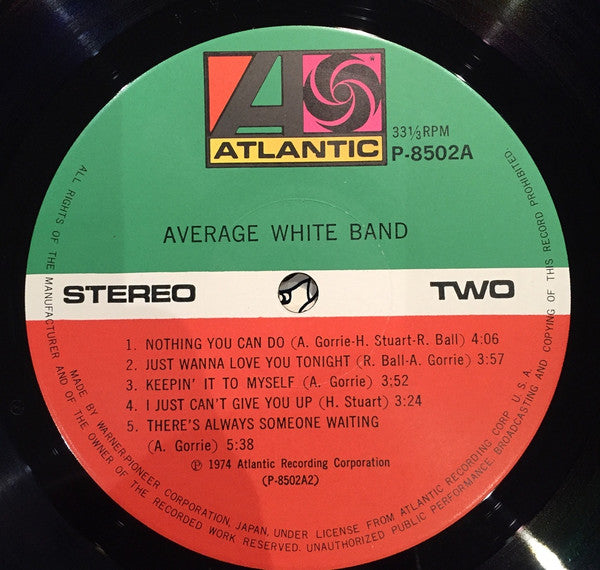 ATLANTIC
33⅓RPM
P-8502A
AVERAGE WHITE BAND
STEREO
TWO
1. NOTHING YOU CAN DO (A. Gorrie-H. Stuart-R. Ball) 4:06
2. JUST WANNA LOVE YOU TONIGHT (R. Ball-A. Gorrie) 3:57
3. KEEPIN' IT TO MYSELF (A. Gorrie) 3:52
4. I JUST CAN'T GIVE YOU UP (H. Stuart) 3:24
5. THERE'S ALWAYS SOMEONE WAITING
(A. Gorrie) 5:38
Ⓟ 1974 Atlantic Recording Corporation
(P-8502A2)
MADE BY WARNER-PIONEER CORPORATION, JAPAN, UNDER LICENSE FROM ATLANTIC RECORDING CORP. U.S.A.
ALL RIGHTS OF THE MANUFACTURER AND OF THE OWNER OF THE RECORDED WORK RESERVED. UNAUTHORIZED PUBLIC PERFORMANCE, BROADCASTING AND COPYING OF THIS RECORD PROHIBITED.